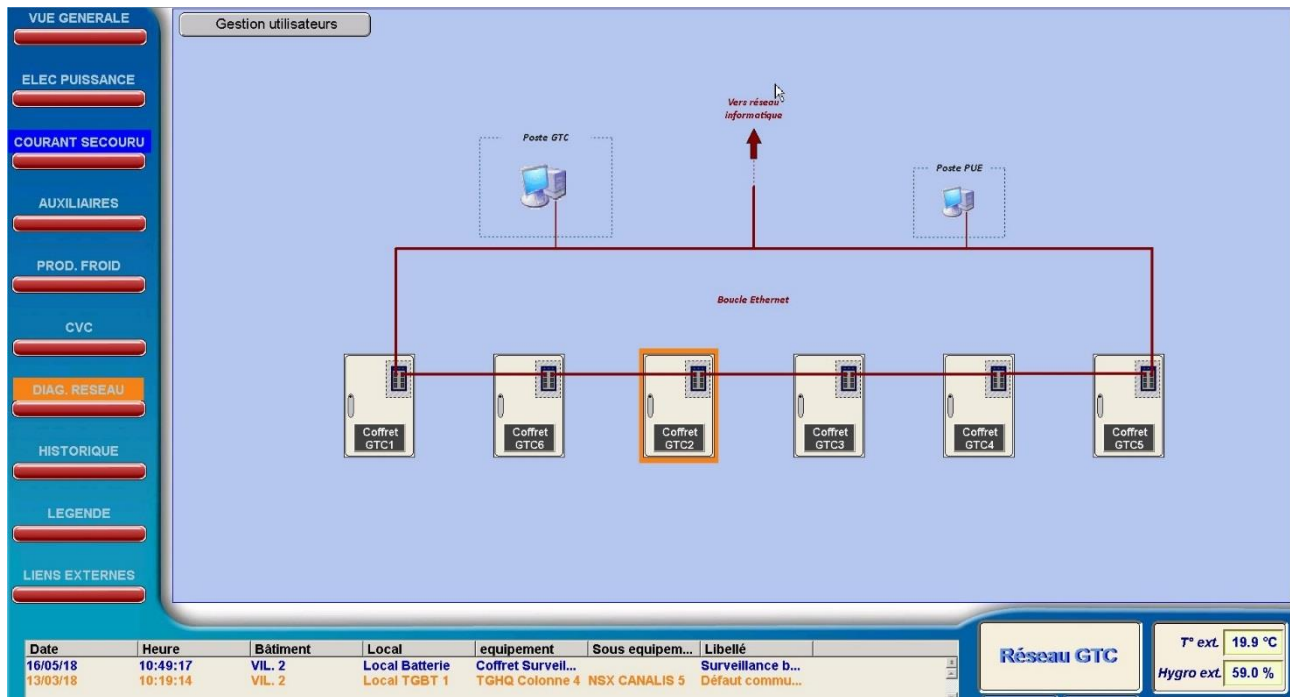 VUE GENERALE
ELEC PUISSANCE
COURANT SECOURU
AUXILIAIRES
PROD. FROID
CVC
DIAG. RESEAU
HISTORIQUE
LEGENDE
LIENS EXTERNES
Gestion utilisateurs
Vers réseau
informatique
Poste GTC
Poste PUE
Boucle Ethernet
Coffret
GTC1
Coffret
GTC6
Coffret
GTC2
Coffret
GTC3
Coffret
GTC4
Coffret
GTC5
Date Heure Bâtiment Local equipement Sous equipem... Libellé
16/05/18 10:49:17 VIL. 2 Local Batterie Coffret Surveil... Surveillance b...
13/03/18 10:19:14 VIL. 2 Local TGBT 1 TGHQ Colonne 4 NSX CANALIS 5 Défaut commu...
Réseau GTC
T° ext. 19.9 °C
Hygro ext. 59.0 %